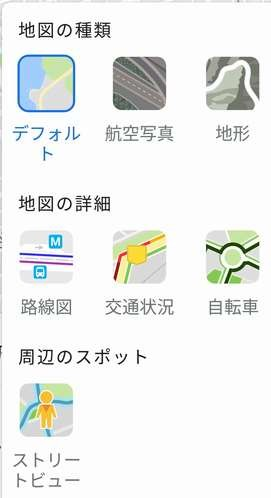 地図の種類
デフォル
ト
航空写真
地形
地図の詳細
M
路線図
交通状況
自転車
周辺のスポット
ストリー
トビュー